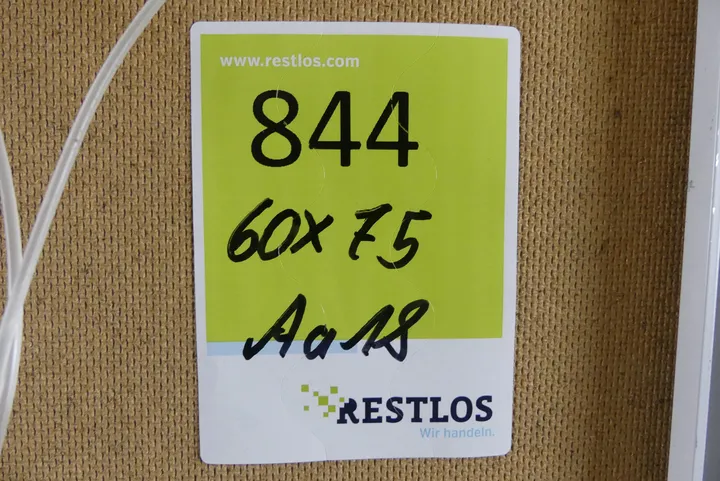 www.restlos.com
844
60x75
Aa18
RESTLOS
Wir handeln.